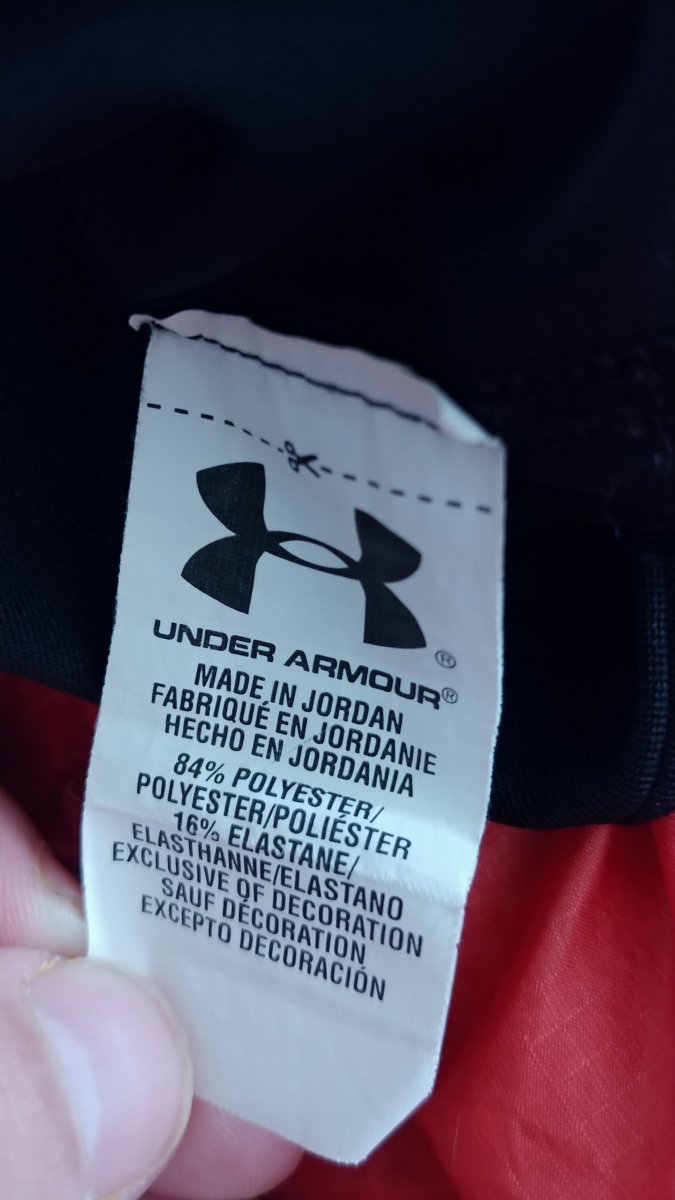 UNDER ARMOUR®
MADE IN JORDAN
FABRIQUÉ EN JORDANIE
HECHO EN JORDANIA
84% POLYESTER/
POLYESTER/POLIÉSTER
16% ELASTANE/
ELASTHANNE/ELASTANO
EXCLUSIVE OF DECORATION
SAUF DÉCORATION
EXCEPTO DECORACIÓN